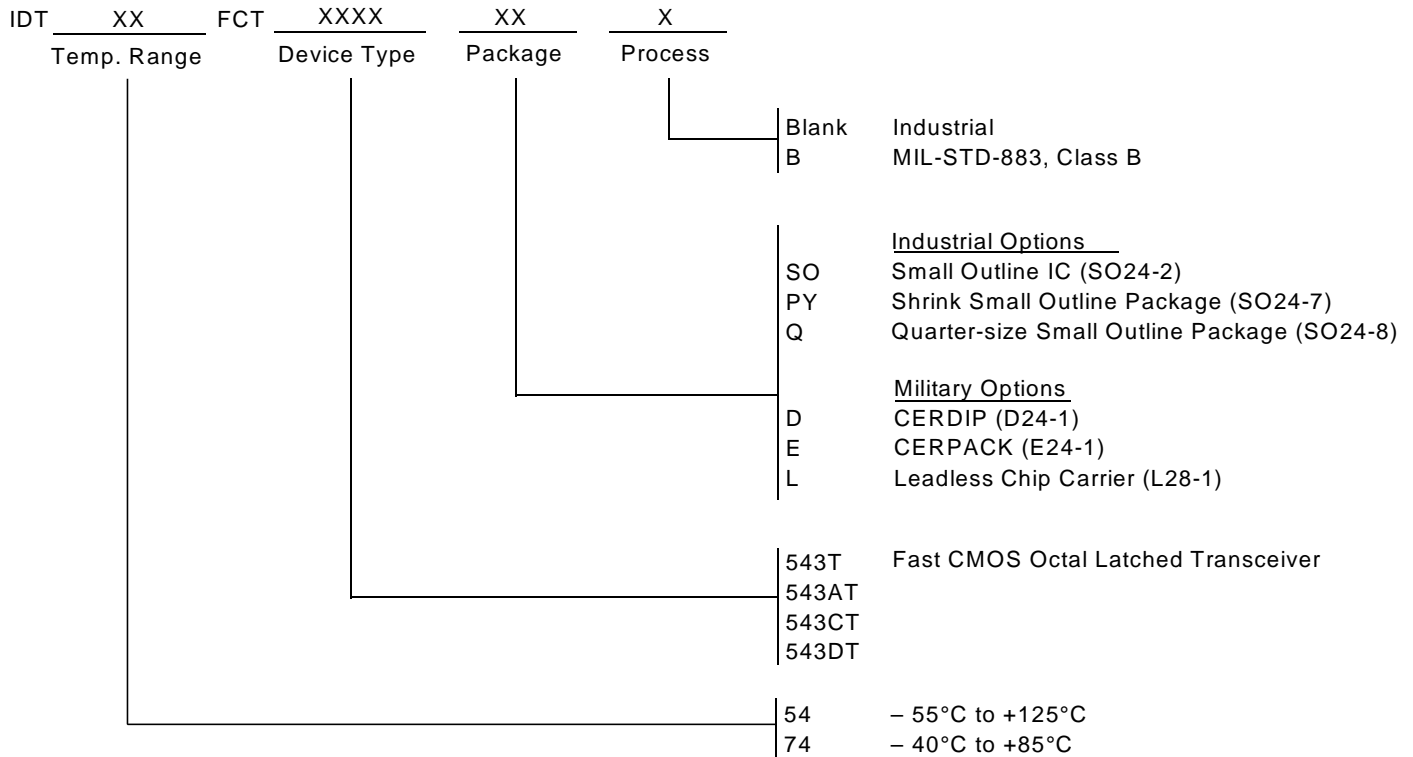 IDT XX FCT XXXX XX X
Temp. Range Device Type Package Process
Blank Industrial
B MIL-STD-883, Class B
Industrial Options
SO Small Outline IC (SO24-2)
PY Shrink Small Outline Package (SO24-7)
Q Quarter-size Small Outline Package (SO24-8)
Military Options
D CERDIP (D24-1)
E CERPACK (E24-1)
L Leadless Chip Carrier (L28-1)
543T Fast CMOS Octal Latched Transceiver
543AT
543CT
543DT
54 – 55°C to +125°C
74 – 40°C to +85°C